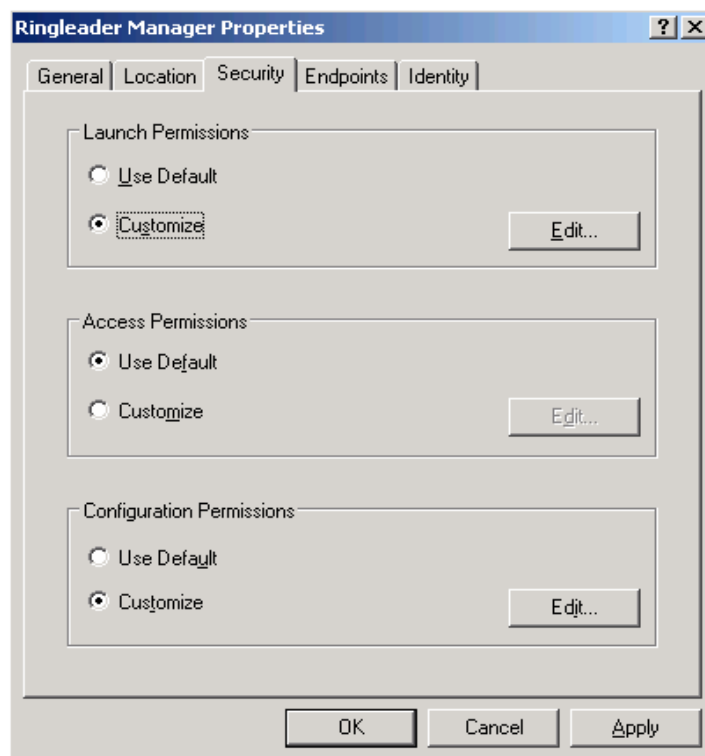 Ringleader Manager Properties
General Location Security Endpoints Identity
Launch Permissions
Use Default
Customize
Edit...
Access Permissions
Use Default
Customize
Edit...
Configuration Permissions
Use Default
Customize
Edit...
OK Cancel Apply